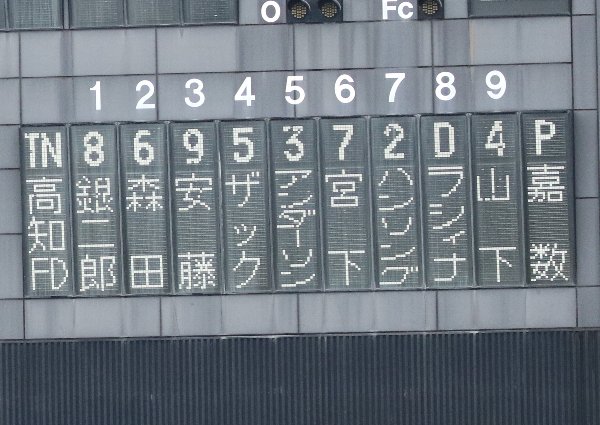 O FC
1 2 3 4 5 6 7 8 9
TN 8 6 9 5 3 7 2 D 4 P
高知FD
銀二郎
森田
安藤
ザック
アンダーソン
宮下
ハンソング
ラシィナ
山下
嘉数